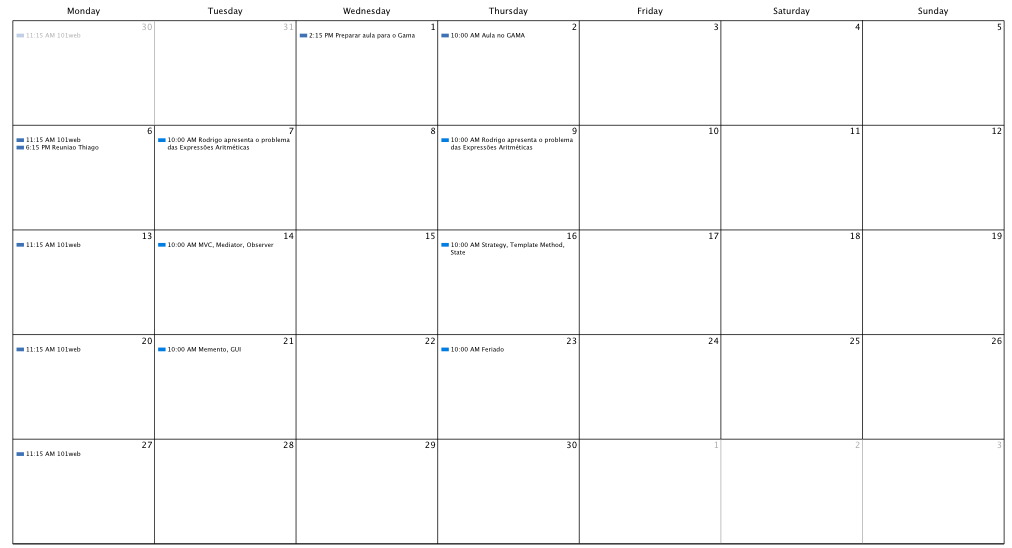 Monday
Tuesday
Wednesday
Thursday
Friday
Saturday
Sunday
30
11:15 AM 101web
31
1
2:15 PM Preparar aula para o Gama
2
10:00 AM Aula no GAMA
3
4
5
6
11:15 AM 101web
6:15 PM Reuniao Thiago
7
10:00 AM Rodrigo apresenta o problema
das Expressões Aritméticas
8
9
10:00 AM Rodrigo apresenta o problema
das Expressões Aritméticas
10
11
12
13
11:15 AM 101web
14
10:00 AM MVC, Mediator, Observer
15
16
10:00 AM Strategy, Template Method,
State
17
18
19
20
11:15 AM 101web
21
10:00 AM Memento, GUI
22
23
10:00 AM Feriado
24
25
26
27
11:15 AM 101web
28
29
30
1
2
3